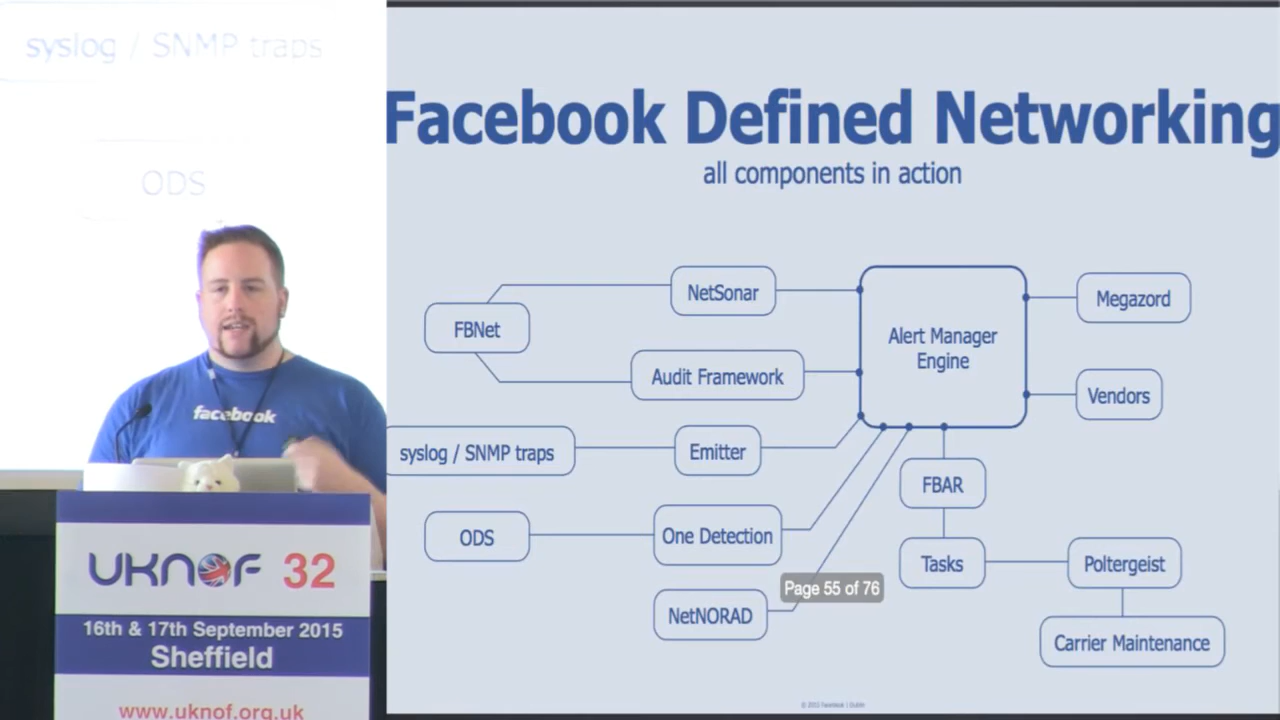 syslog / SNMP traps
ODS
facebook
UKNOF 32
16th & 17th September 2015
Sheffield
www.uknof.org.uk
Facebook Defined Networking
all components in action
NetSonar
FBNet
Audit Framework
Alert Manager
Engine
Megazord
Vendors
syslog / SNMP traps
Emitter
FBAR
ODS
One Detection
Tasks
Poltergeist
Page 55 of 76
NetNORAD
Carrier Maintenance